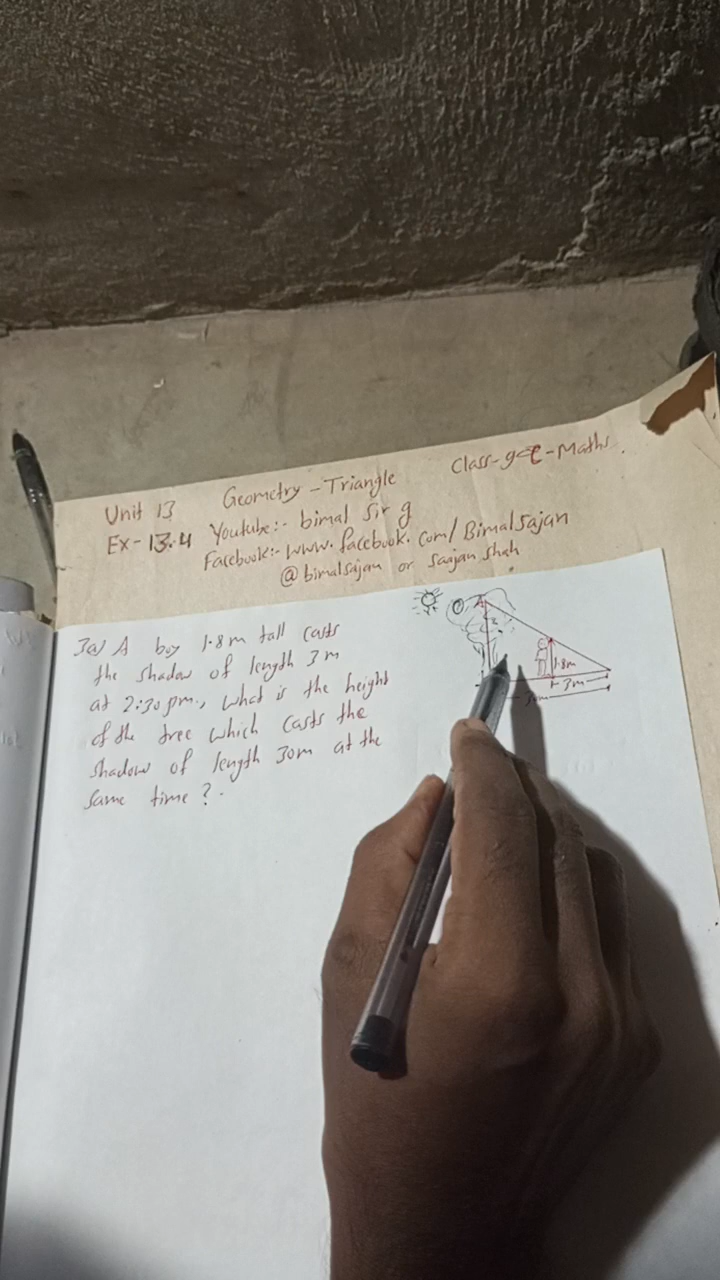 Unit 13 Geometry - Triangle Class-9 - Maths
Ex- 13.4 Youtube:- bimal Sir g
Facebook:- www.facebook.com/Bimalsajan
@bimalsajan or sajan shah
3a) A boy 1.8m tall casts
the shadow of length 3m
at 2:30 pm., what is the height
of the tree which casts the
shadow of length 30m at the
same time ?.
A
1.8m
3m